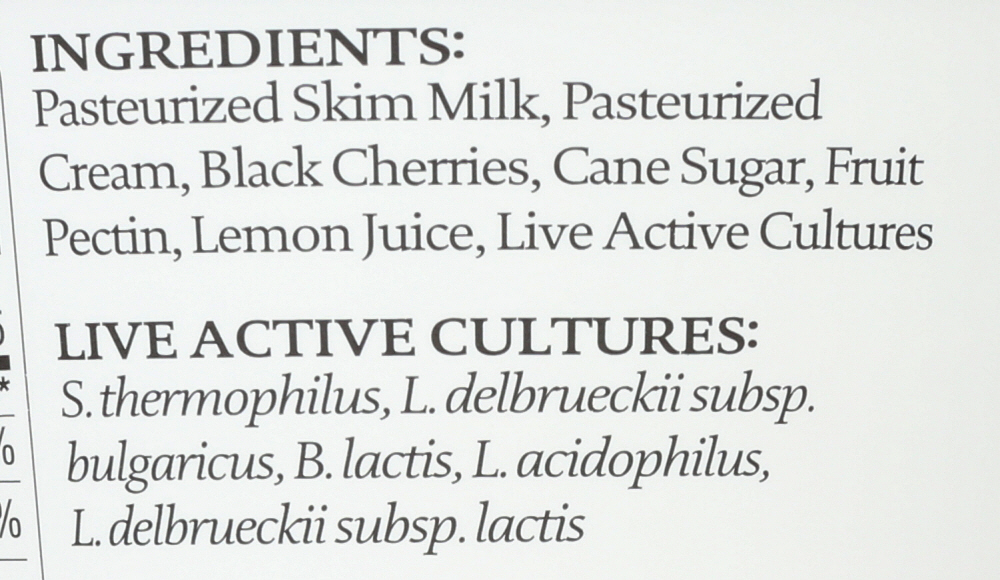 INGREDIENTS:
Pasteurized Skim Milk, Pasteurized
Cream, Black Cherries, Cane Sugar, Fruit
Pectin, Lemon Juice, Live Active Cultures
LIVE ACTIVE CULTURES:
S. thermophilus, L. delbrueckii subsp.
bulgaricus, B. lactis, L. acidophilus,
L. delbrueckii subsp. lactis
*
%
%